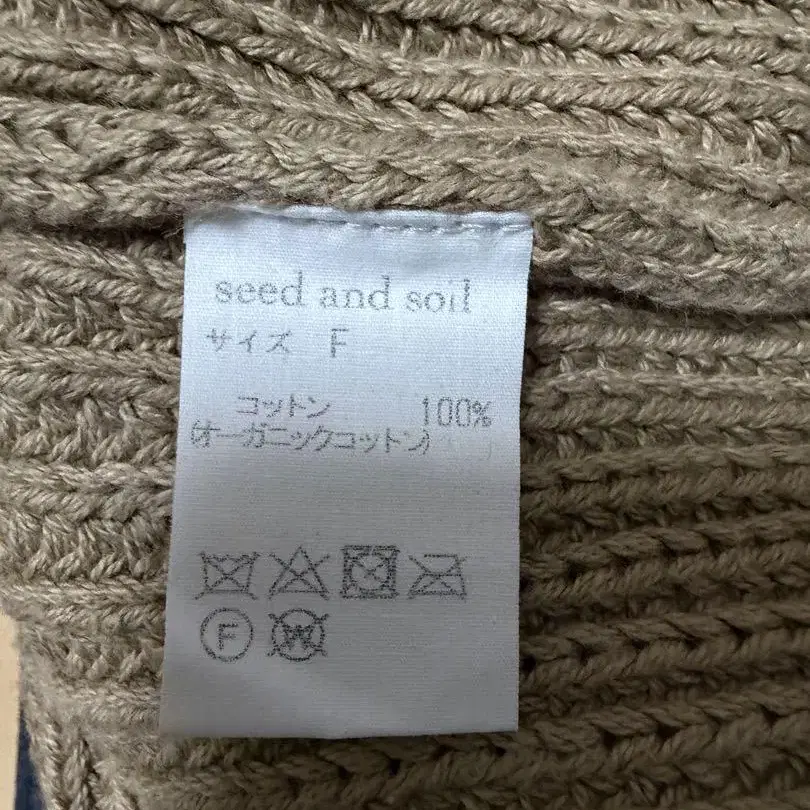 seed and soil
サイズ F
コットン 100%
(オーガニックコットン)
F
W